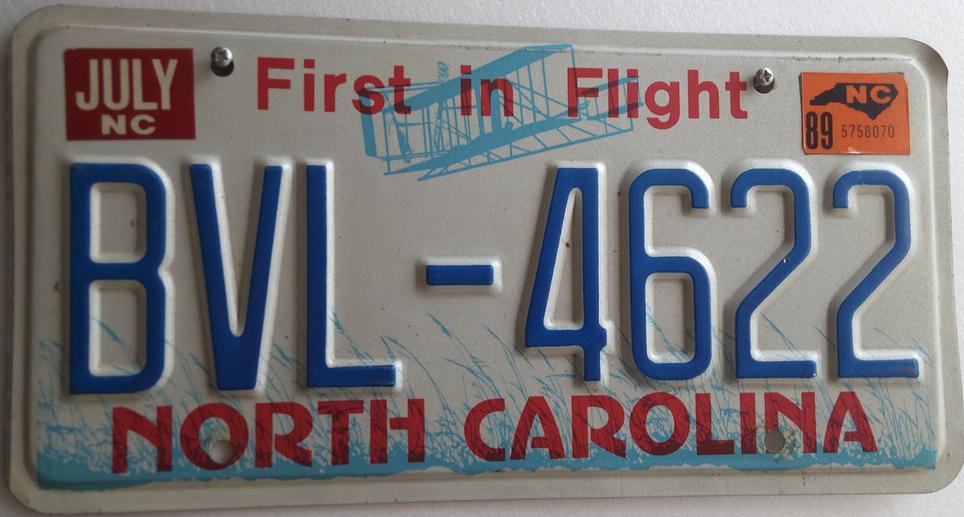 JULY
NC
First in Flight
NC
89 5758070
BVL-4622
NORTH CAROLINA